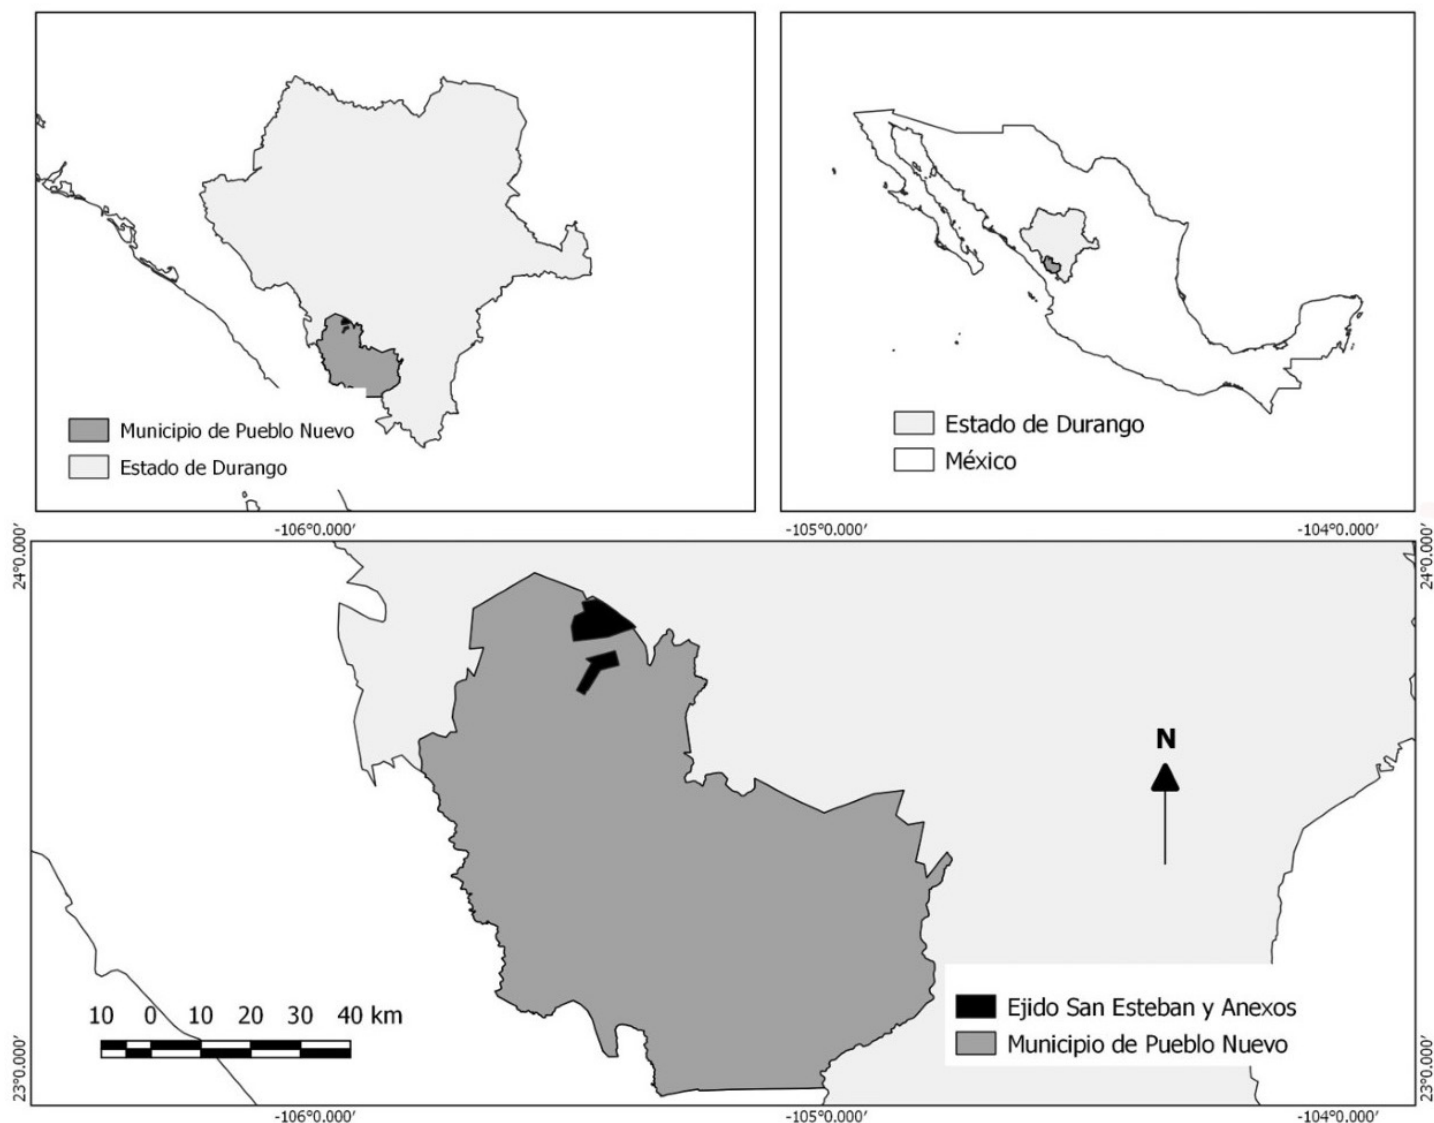 Municipio de Pueblo Nuevo
Estado de Durango
Estado de Durango
México
-106°0.000′
-105°0.000′
-104°0.000′
24°0.000′
24°0.000′
N
10 0 10 20 30 40 km
Ejido San Esteban y Anexos
Municipio de Pueblo Nuevo
23°0.000′
23°0.000′
-106°0.000′
-105°0.000′
-104°0.000′